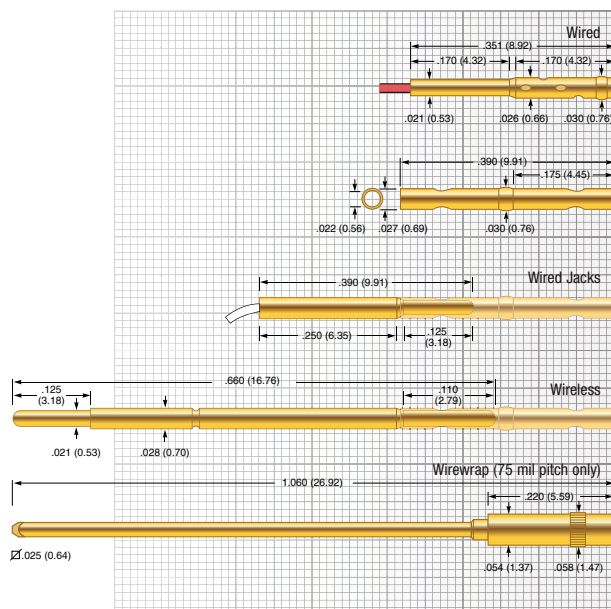 Wired
.351 (8.92)
.170 (4.32) .170 (4.32)
.021 (0.53) .026 (0.66) .030 (0.76)
.390 (9.91)
.175 (4.45)
.022 (0.56) .027 (0.69) .030 (0.76)
Wired Jacks
.390 (9.91)
.250 (6.35) .125
(3.18)
Wireless
.660 (16.76)
.125
(3.18)
.110
(2.79)
.021 (0.53) .028 (0.70)
Wirewrap (75 mil pitch only)
1.060 (26.92)
.220 (5.59)
.025 (0.64)
.054 (1.37) .058 (1.47)